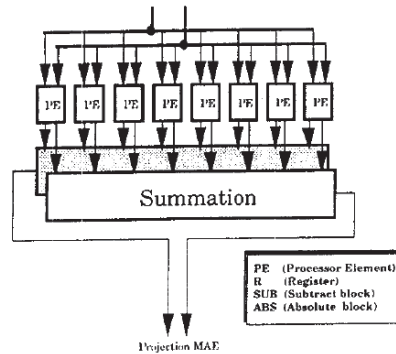 PE PE PE PE PE PE PE PE
Summation
PE (Processor Element)
R (Register)
SUB (Subtract block)
ABS (Absolute block)
Projection MAE